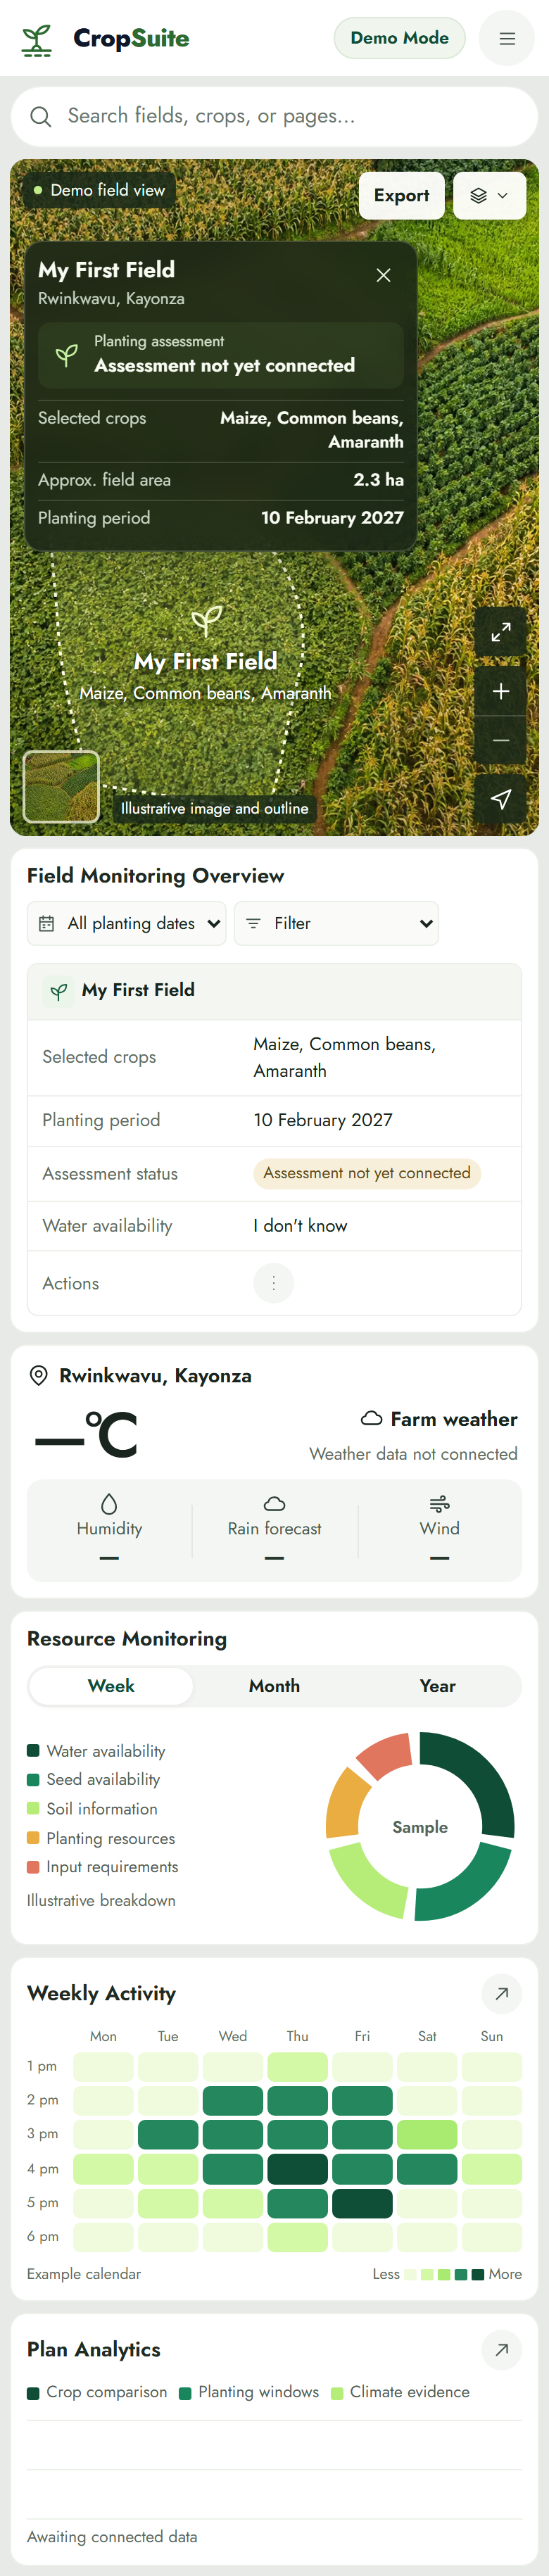 CropSuite
Demo Mode
Search fields, crops, or pages...
Demo field view
Export
My First Field
Rwinkwavu, Kayonza
Planting assessment
Assessment not yet connected
Selected crops
Maize, Common beans,
Amaranth
Approx. field area
2.3 ha
Planting period
10 February 2027
My First Field
Maize, Common beans, Amaranth
Illustrative image and outline
Field Monitoring Overview
All planting dates
Filter
My First Field
Selected crops
Maize, Common beans,
Amaranth
Planting period
10 February 2027
Assessment status
Assessment not yet connected
Water availability
I don't know
Actions
Rwinkwavu, Kayonza
—°C
Farm weather
Weather data not connected
Humidity
Rain forecast
Wind
—
—
—
Resource Monitoring
Week
Month
Year
Water availability
Seed availability
Soil information
Planting resources
Input requirements
Illustrative breakdown
Sample
Weekly Activity
Mon Tue Wed Thu Fri Sat Sun
1 pm
2 pm
3 pm
4 pm
5 pm
6 pm
Example calendar
Less
More
Plan Analytics
Crop comparison
Planting windows
Climate evidence
Awaiting connected data